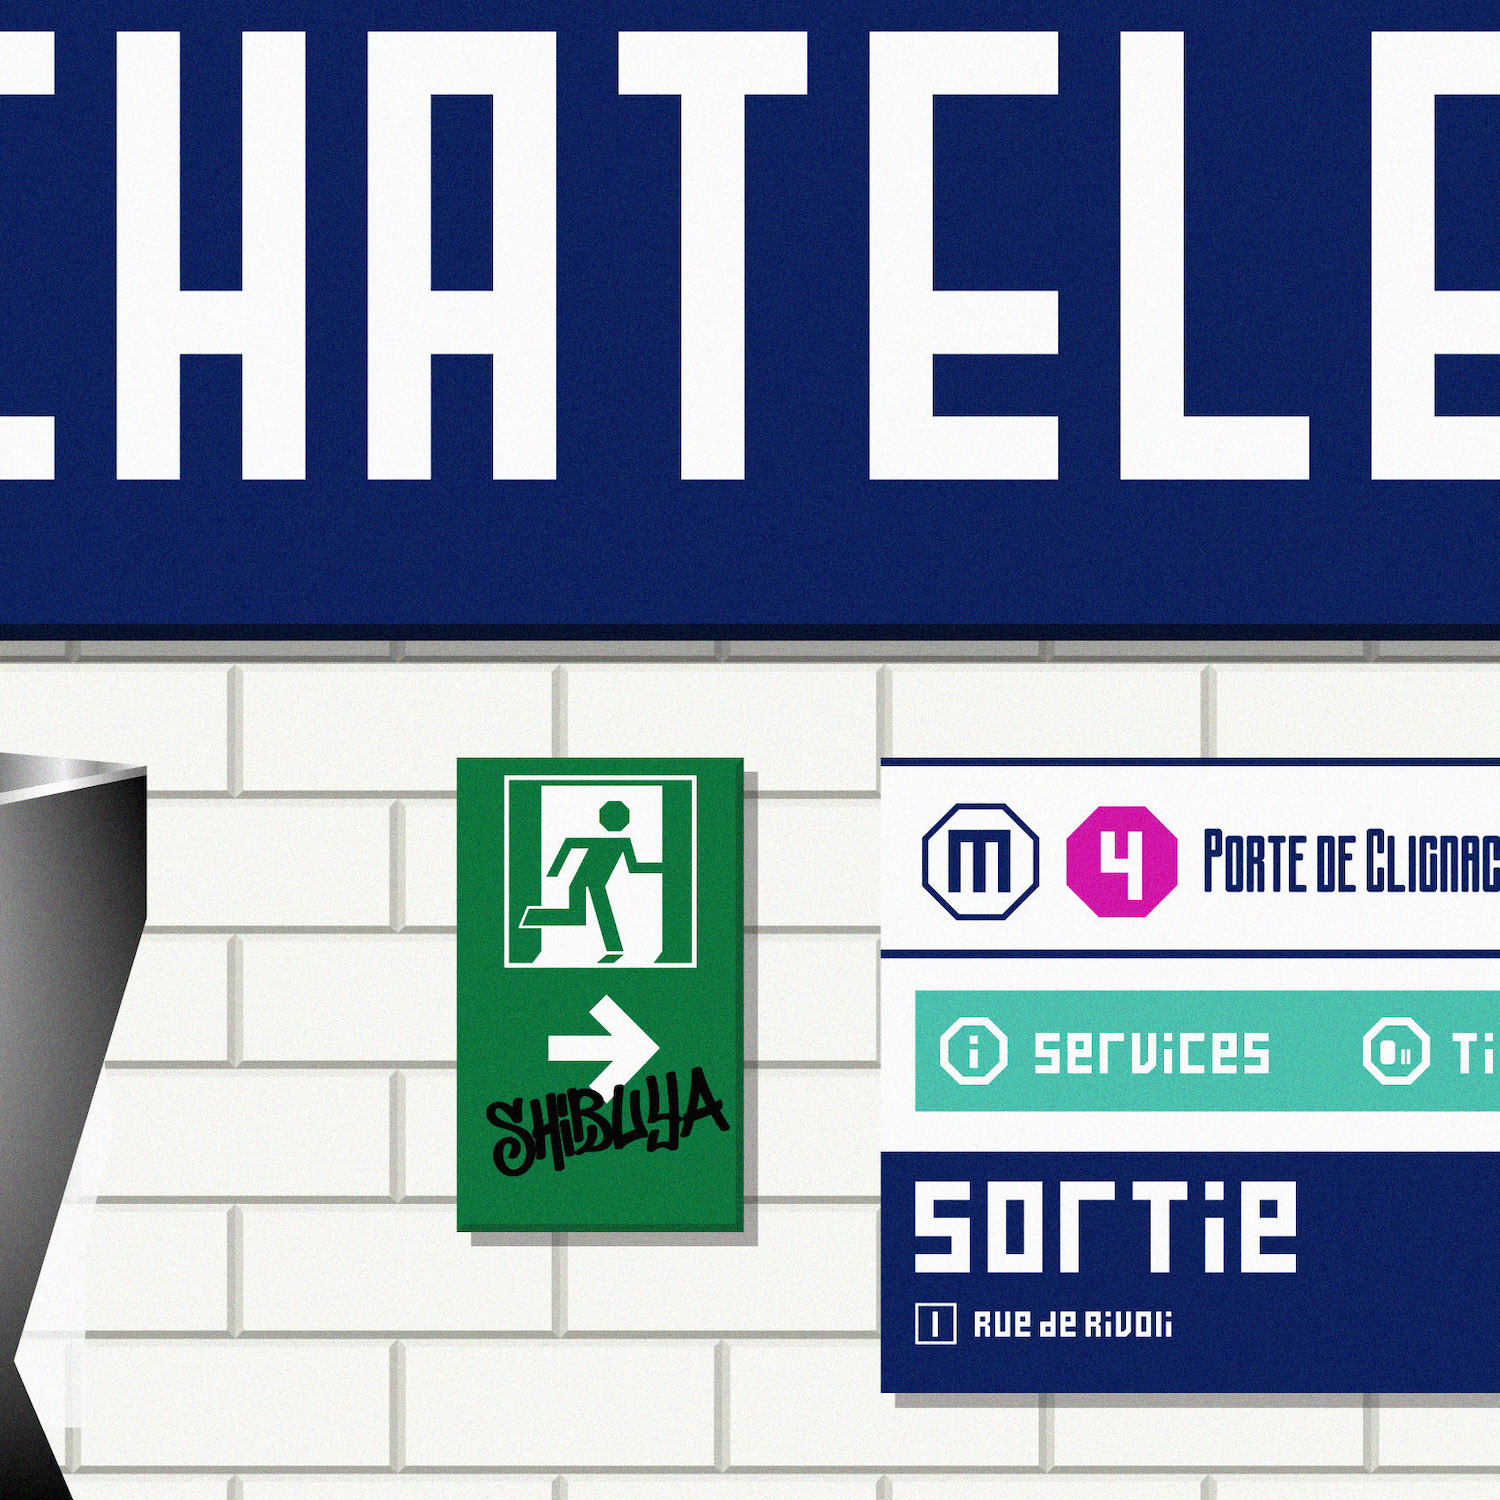 CHATELE
M 4 PORTE DE CLIGNAC
i services Ti
SHiBUYA
sortie
1 Rue de Rivoli